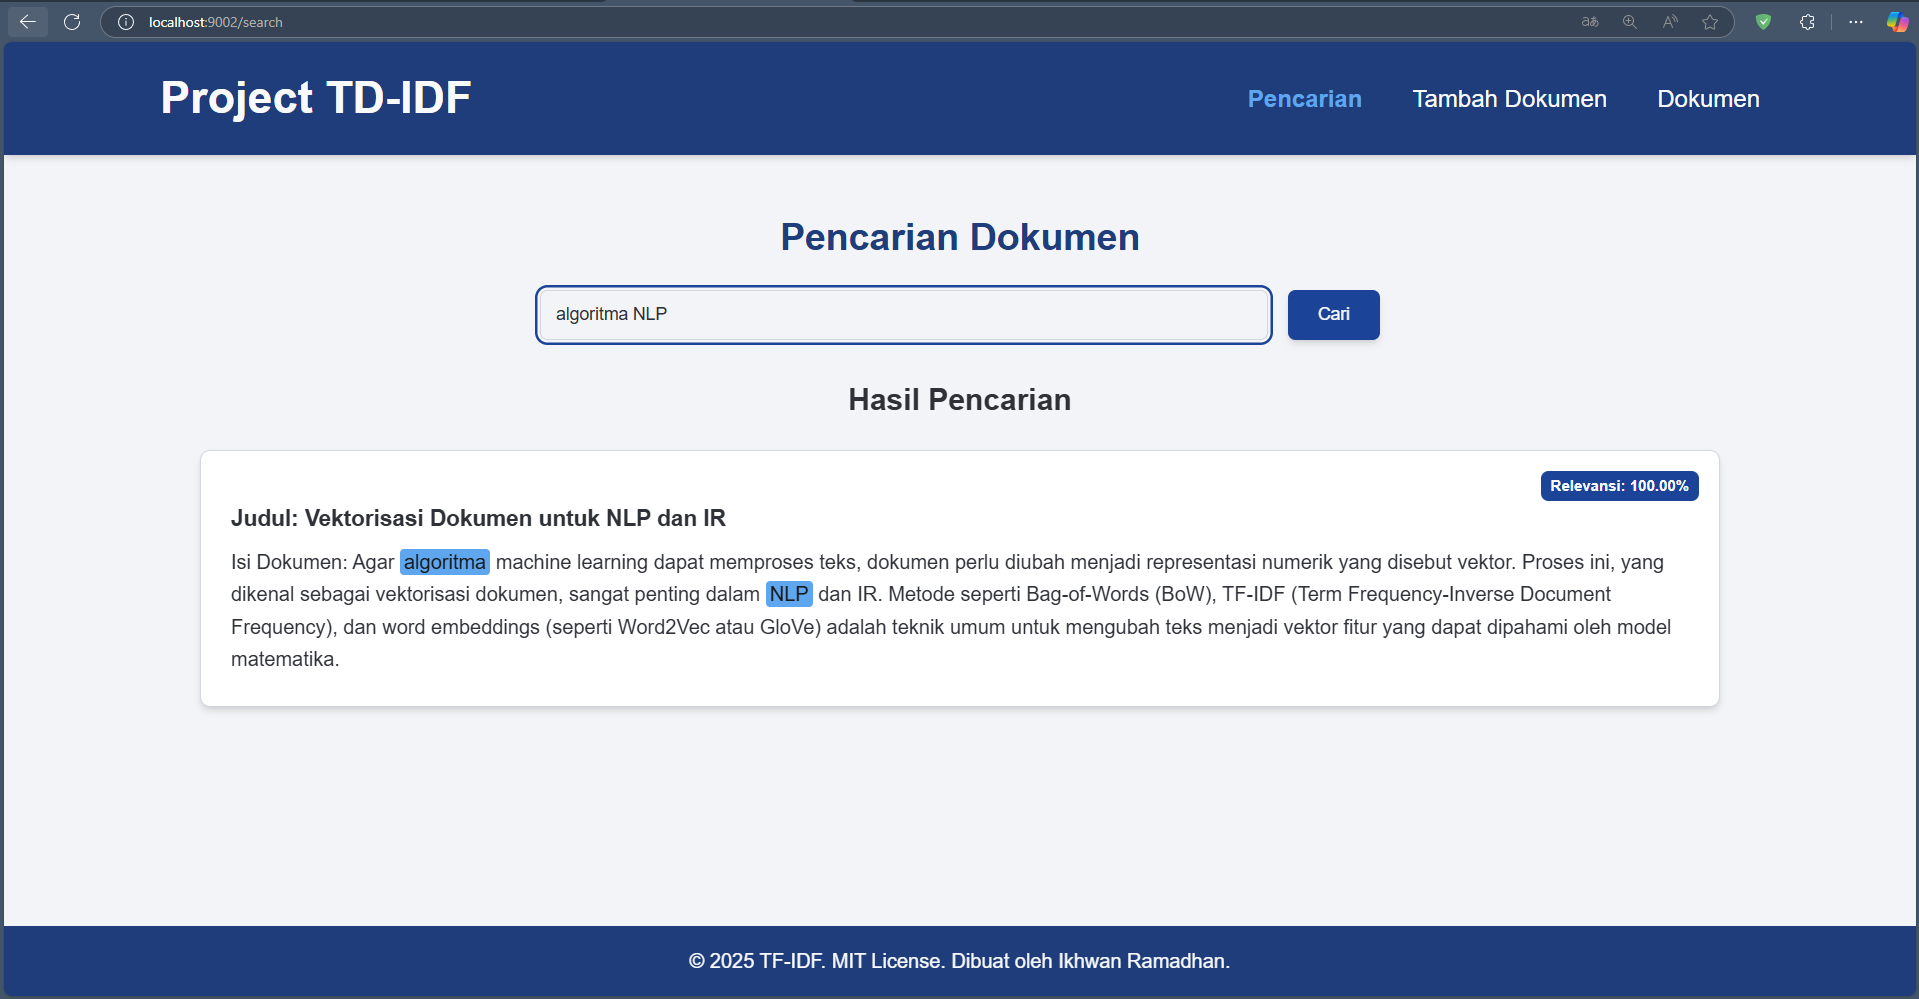 localhost:9002/search
Project TD-IDF
Pencarian
Tambah Dokumen
Dokumen
Pencarian Dokumen
algoritma NLP
Cari
Hasil Pencarian
Relevansi: 100.00%
Judul: Vektorisasi Dokumen untuk NLP dan IR
Isi Dokumen: Agar algoritma machine learning dapat memproses teks, dokumen perlu diubah menjadi representasi numerik yang disebut vektor. Proses ini, yang
dikenal sebagai vektorisasi dokumen, sangat penting dalam NLP dan IR. Metode seperti Bag-of-Words (BoW), TF-IDF (Term Frequency-Inverse Document
Frequency), dan word embeddings (seperti Word2Vec atau GloVe) adalah teknik umum untuk mengubah teks menjadi vektor fitur yang dapat dipahami oleh model
matematika.
© 2025 TF-IDF. MIT License. Dibuat oleh Ikhwan Ramadhan.